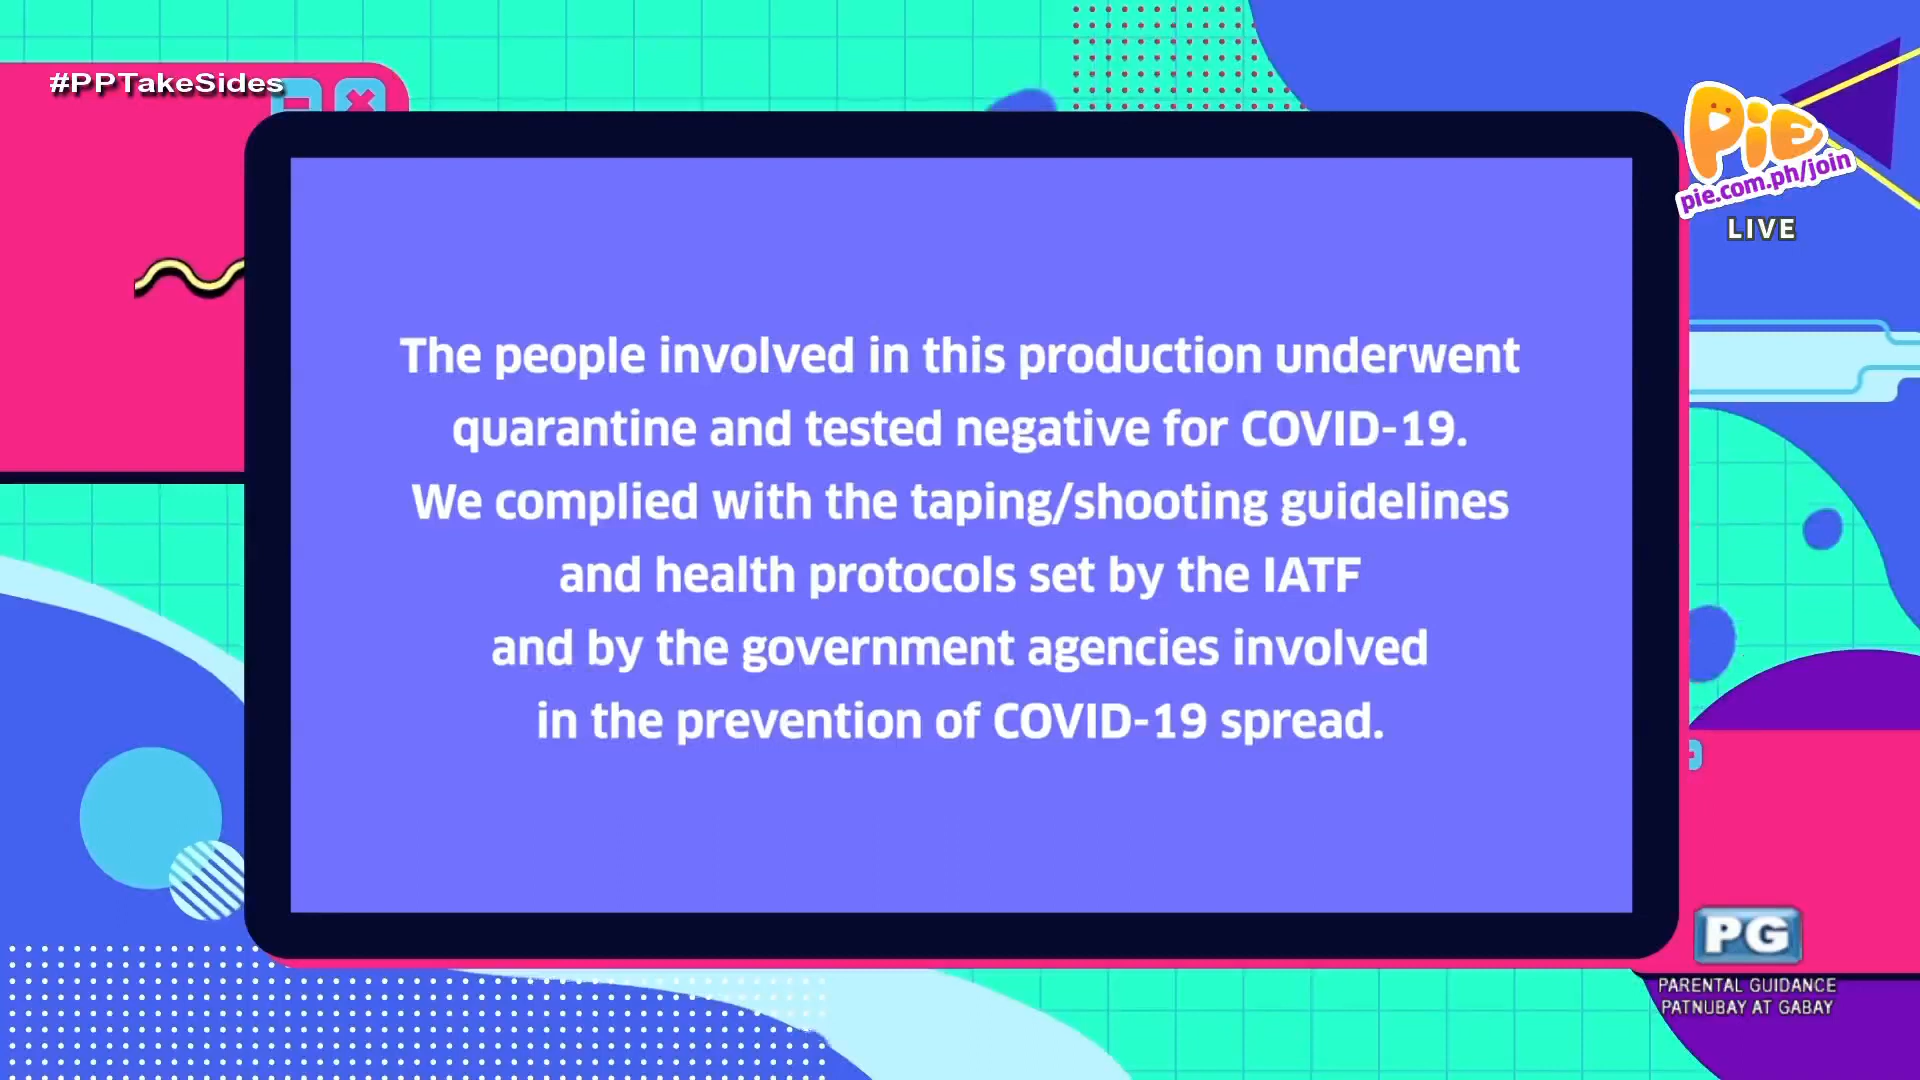 #PPTakeSides
PiE
pie.com.ph/join
LIVE
The people involved in this production underwent
quarantine and tested negative for COVID-19.
We complied with the taping/shooting guidelines
and health protocols set by the IATF
and by the government agencies involved
in the prevention of COVID-19 spread.
PG
PARENTAL GUIDANCE
PATNUBAY AT GABAY